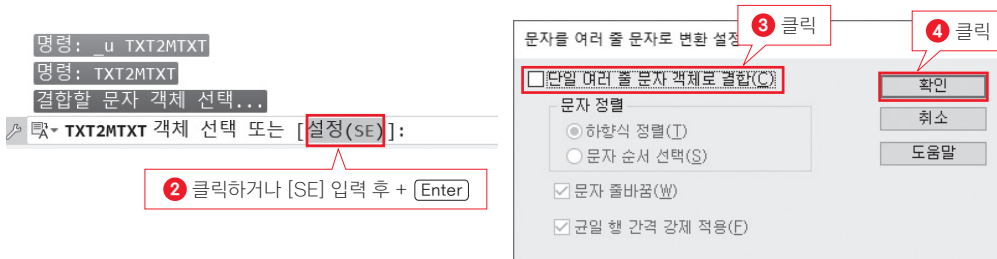 명령: _u TXT2MTXT
명령: TXT2MTXT
결합할 문자 객체 선택...
TXT2MTXT 객체 선택 또는 [설정(SE)]:
2 클릭하거나 [SE] 입력 후 + Enter
문자를 여러 줄 문자로 변환 설정
3 클릭
4 클릭
단일 여러 줄 문자 객체로 결합(C)
확인
문자 정렬
취소
하향식 정렬(T)
도움말
문자 순서 선택(S)
문자 줄바꿈(W)
균일 행 간격 강제 적용(F)